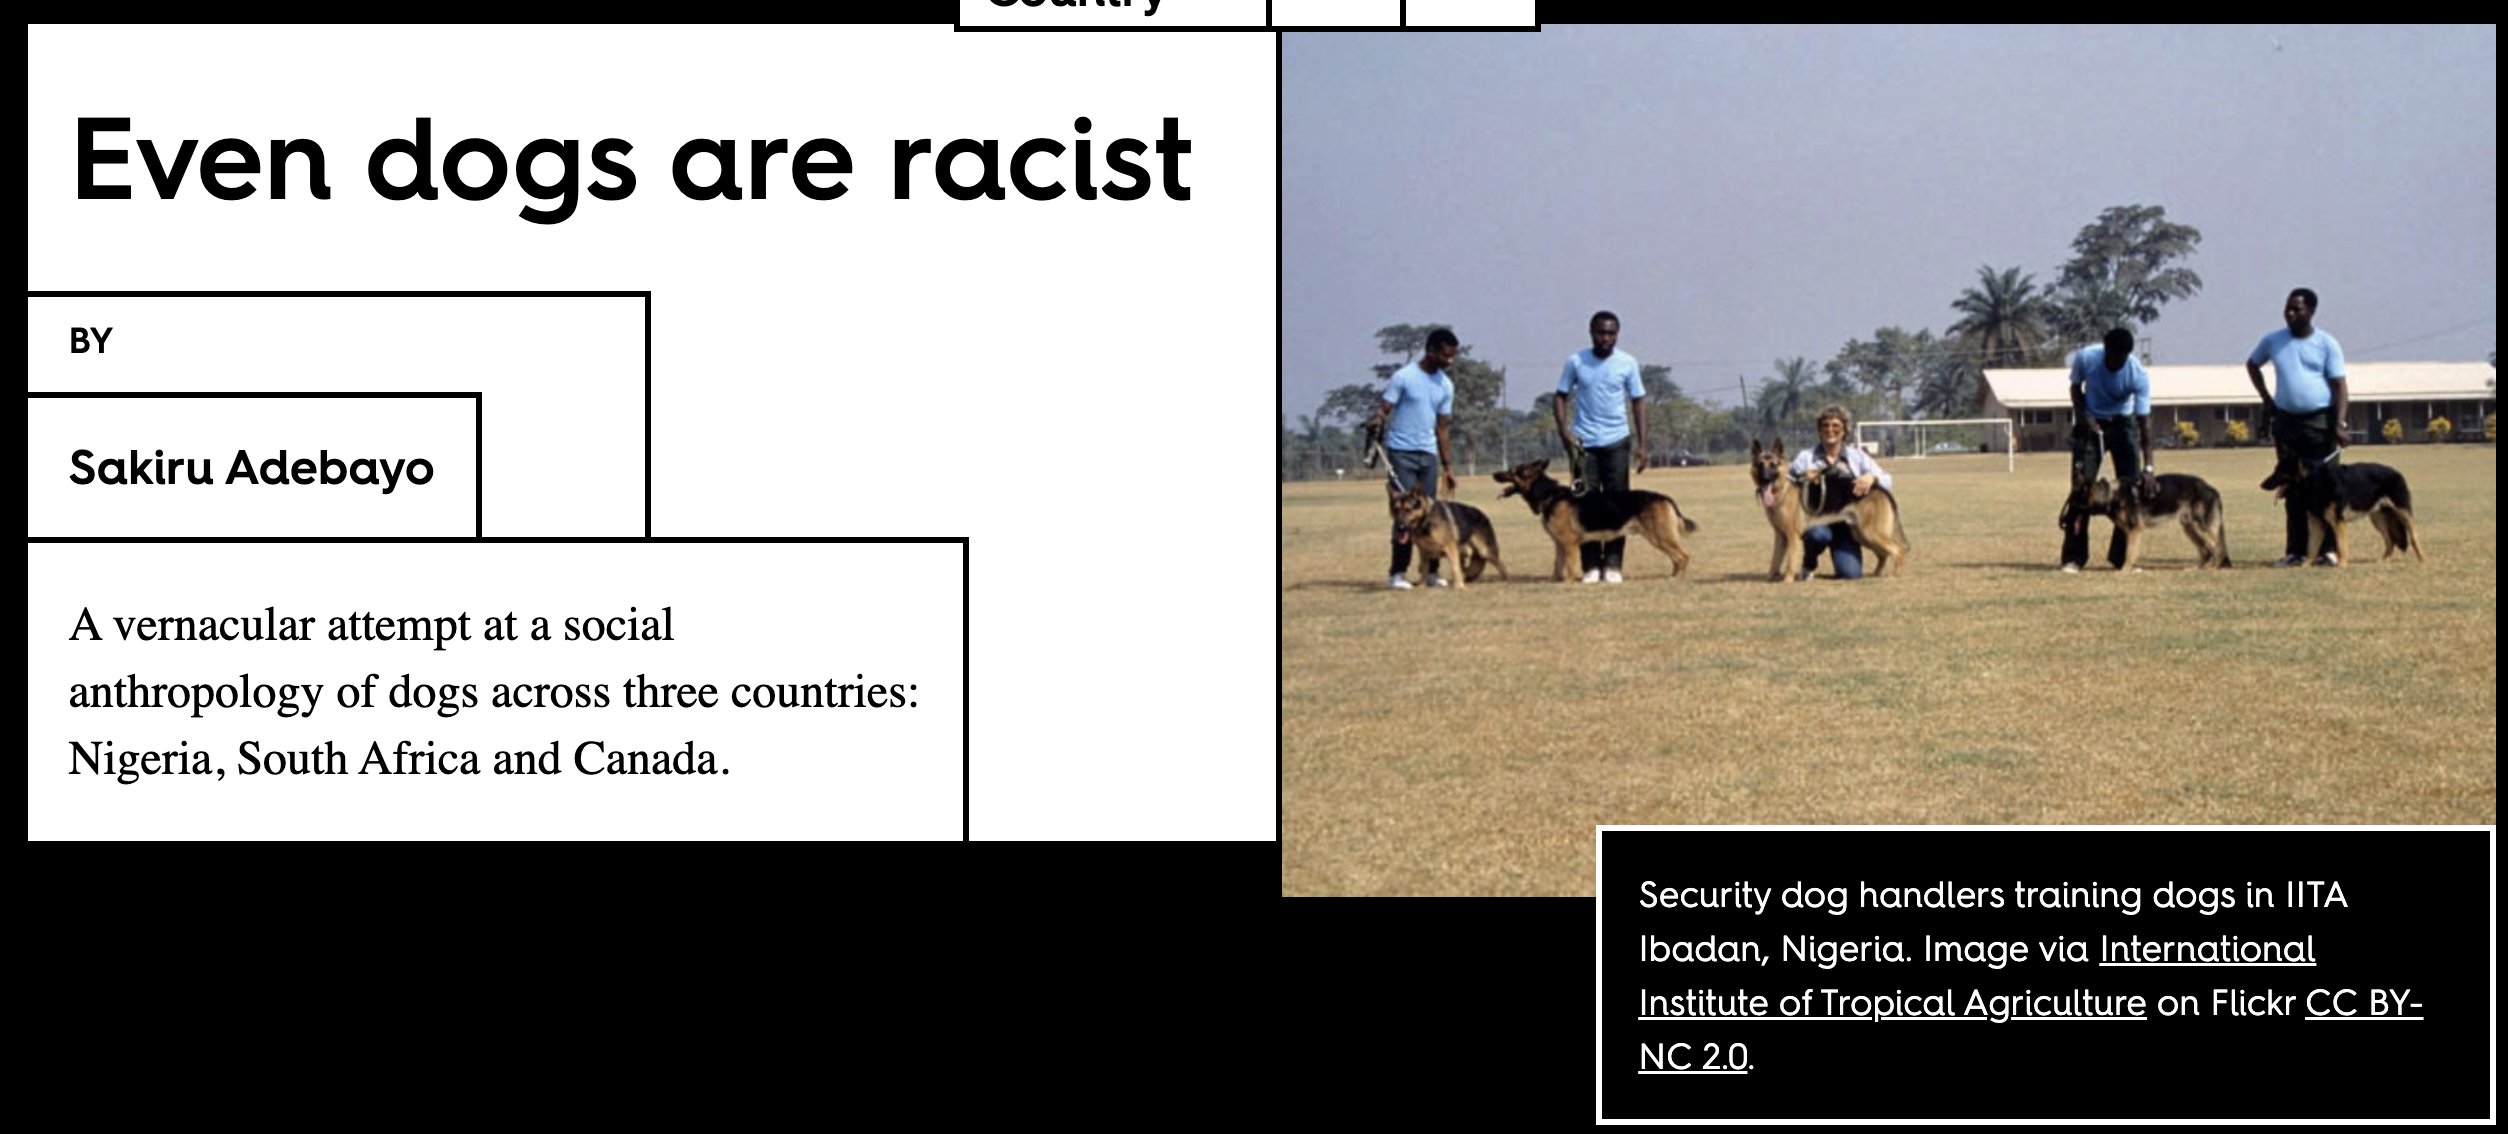 Country
Even dogs are racist
BY
Sakiru Adebayo
A vernacular attempt at a social
anthropology of dogs across three countries:
Nigeria, South Africa and Canada.
Security dog handlers training dogs in IITA
Ibadan, Nigeria. Image via International
Institute of Tropical Agriculture on Flickr CC BY-
NC 2.0.